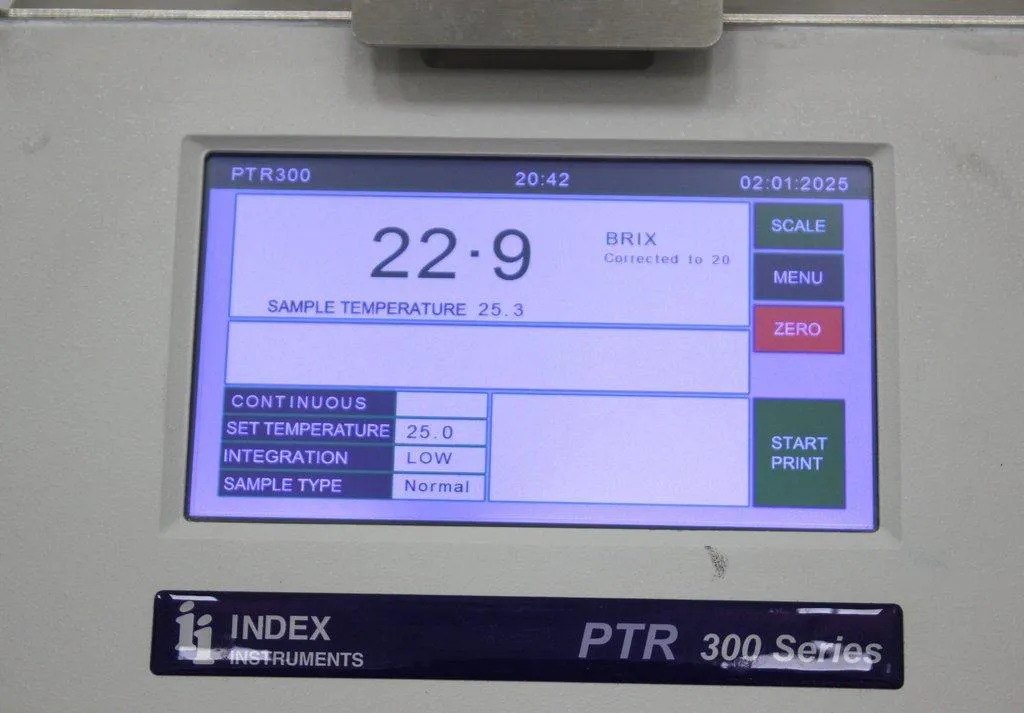 PTR300 20:42 02:01:2025
22·9 BRIX
Corrected to 20
SAMPLE TEMPERATURE 25.3
SCALE
MENU
ZERO
CONTINUOUS
SET TEMPERATURE 25.0
INTEGRATION LOW
SAMPLE TYPE Normal
START
PRINT
INDEX
INSTRUMENTS
PTR 300 Series